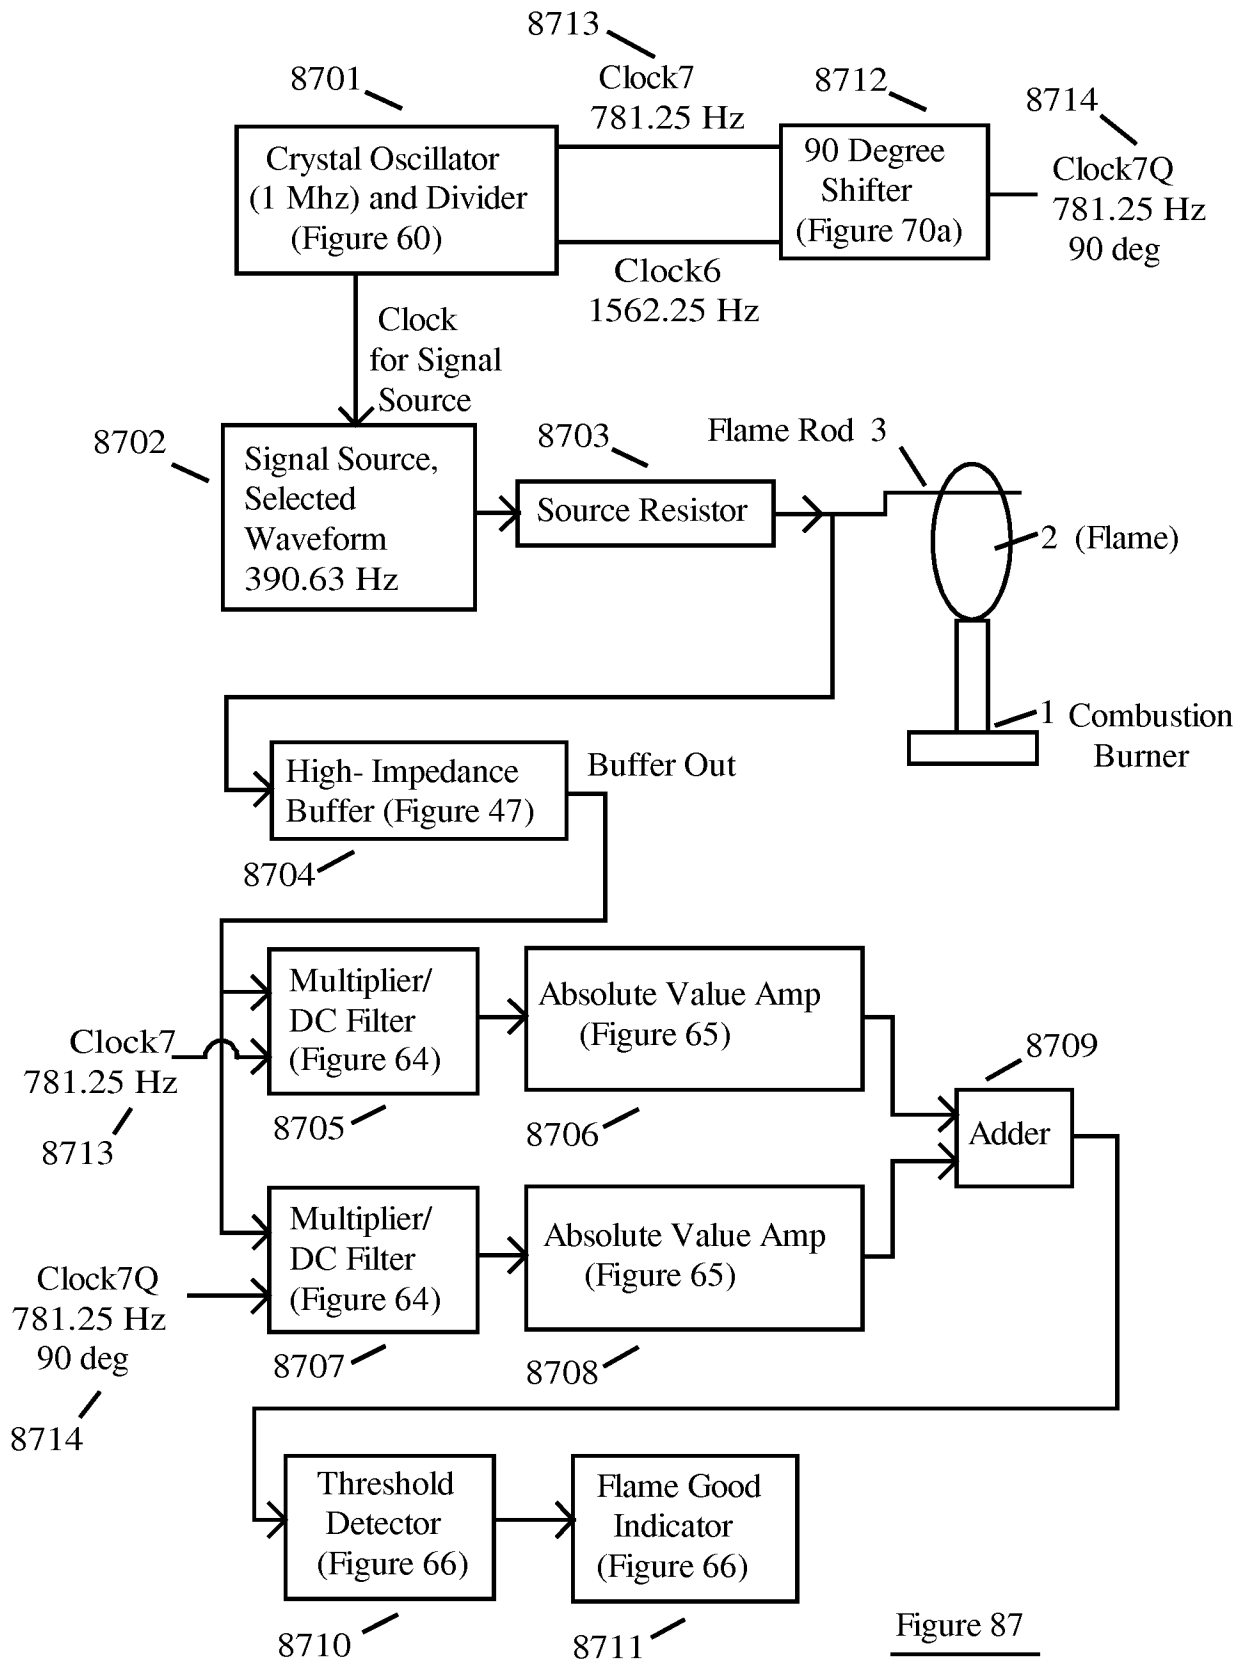 8713
8701
Clock7
781.25 Hz
8712
8714
Crystal Oscillator
(1 Mhz) and Divider
(Figure 60)
90 Degree
Shifter
(Figure 70a)
Clock7Q
781.25 Hz
90 deg
Clock6
1562.25 Hz
Clock
for Signal
Source
8702
Signal Source,
Selected
Waveform
390.63 Hz
8703
Source Resistor
Flame Rod 3
2 (Flame)
1 Combustion
Burner
High- Impedance
Buffer (Figure 47)
Buffer Out
8704
Multiplier/
DC Filter
(Figure 64)
Absolute Value Amp
(Figure 65)
Clock7
781.25 Hz
8713
8705
8706
8709
Adder
Multiplier/
DC Filter
(Figure 64)
Absolute Value Amp
(Figure 65)
Clock7Q
781.25 Hz
90 deg
8714
8707
8708
Threshold
Detector
(Figure 66)
Flame Good
Indicator
(Figure 66)
8710
8711
Figure 87